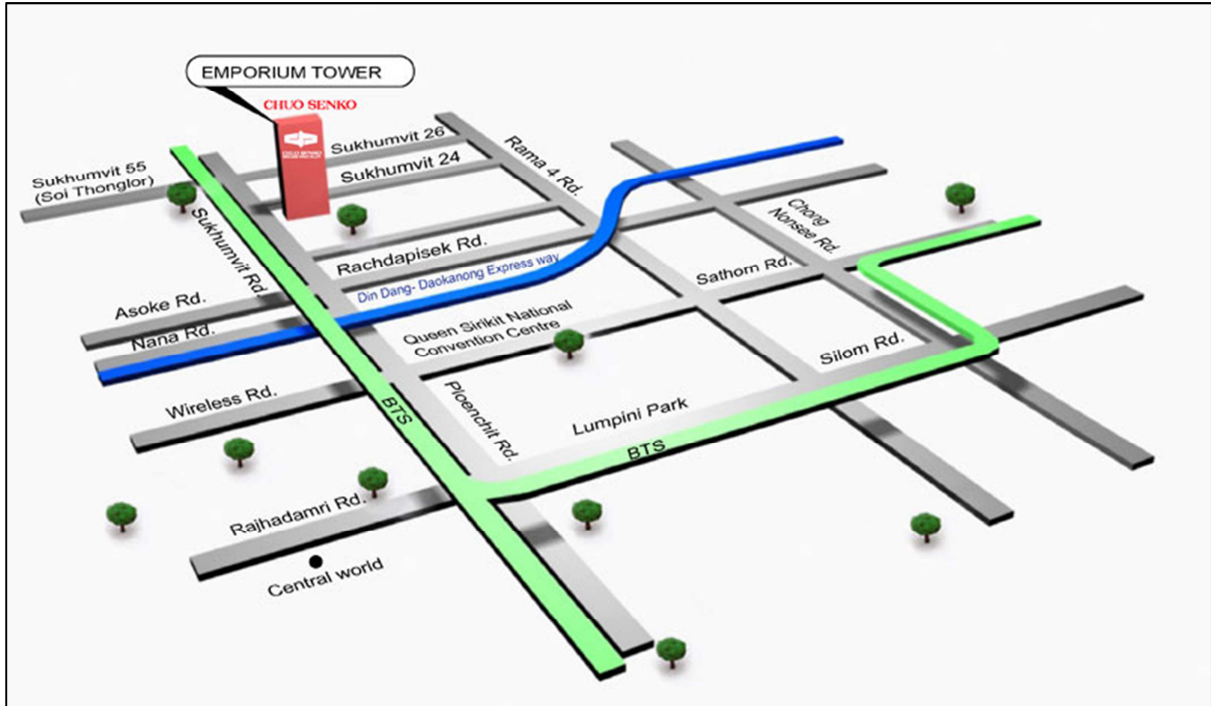 EMPORIUM TOWER
CHUO SENKO
Sukhumvit 26
Sukhumvit 55
(Soi Thonglor)
Sukhumvit 24
Rama 4 Rd.
Sukhumvit Rd.
Chong
Nonsee Rd.
Rachdapisek Rd.
Din Dang- Daokanong Express way
Sathorn Rd.
Asoke Rd.
Nana Rd.
Queen Sirikit National
Convention Centre
Silom Rd.
Wireless Rd.
BTS
Ploenchit Rd.
Lumpini Park
BTS
Rajhadamri Rd.
Central world